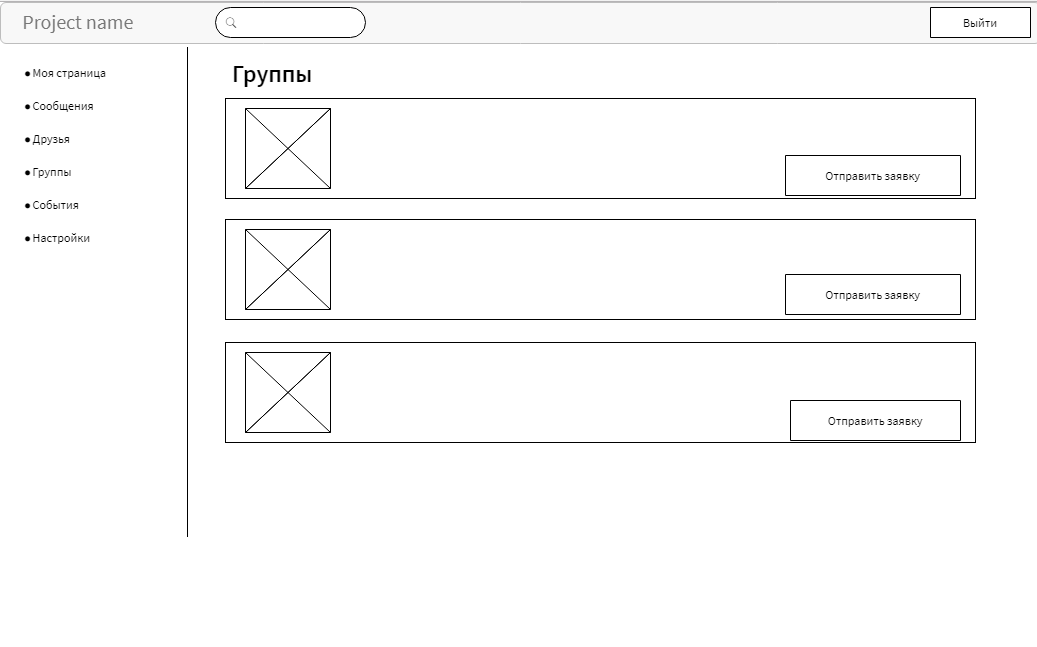 Project name
Выйти
Моя страница
Сообщения
Друзья
Группы
События
Настройки
Группы
Отправить заявку
Отправить заявку
Отправить заявку